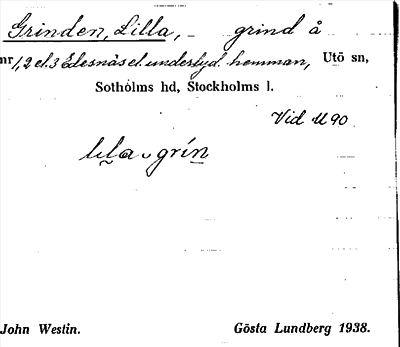 Grinden, Lilla, grind å
nr 1, 2 el. 3 Edesnäs el. underlyd. hemman, Utö sn,
Sotholms hd, Stockholms l.
Vid U 90
lila grín
John Westin. Gösta Lundberg 1938.